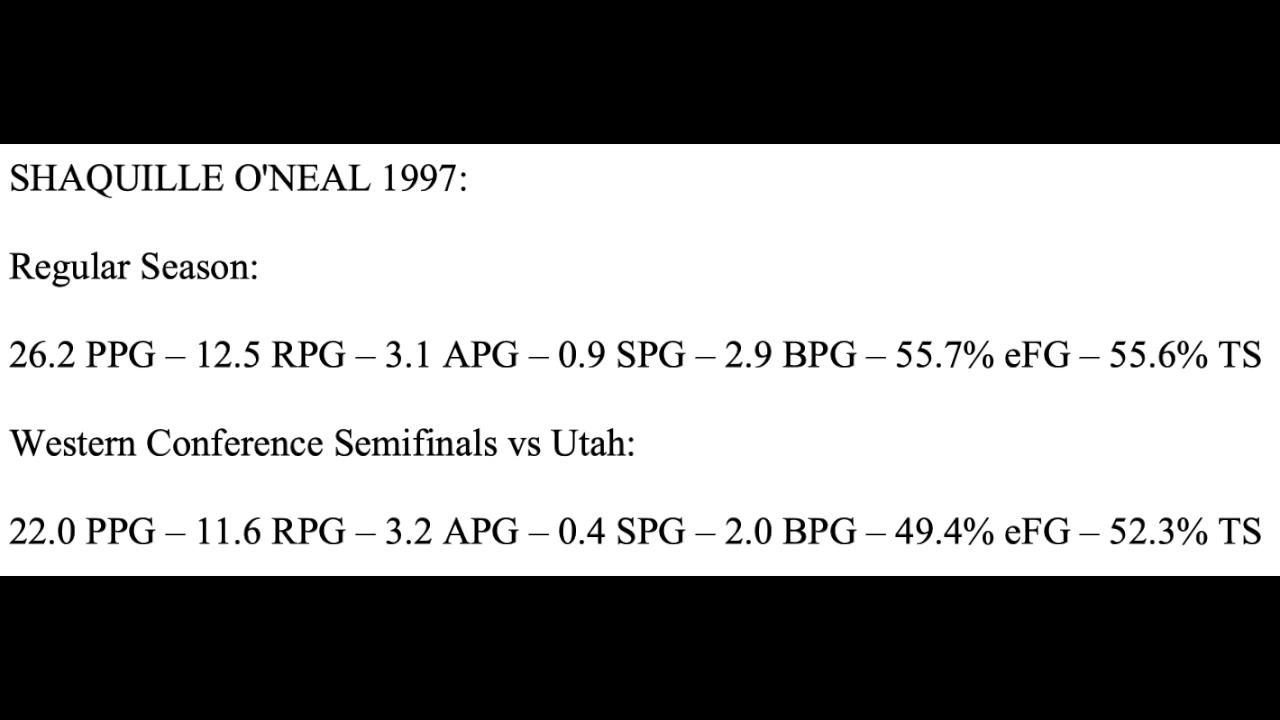 SHAQUILLE O'NEAL 1997:
Regular Season:
26.2 PPG – 12.5 RPG – 3.1 APG – 0.9 SPG – 2.9 BPG – 55.7% eFG – 55.6% TS
Western Conference Semifinals vs Utah:
22.0 PPG – 11.6 RPG – 3.2 APG – 0.4 SPG – 2.0 BPG – 49.4% eFG – 52.3% TS